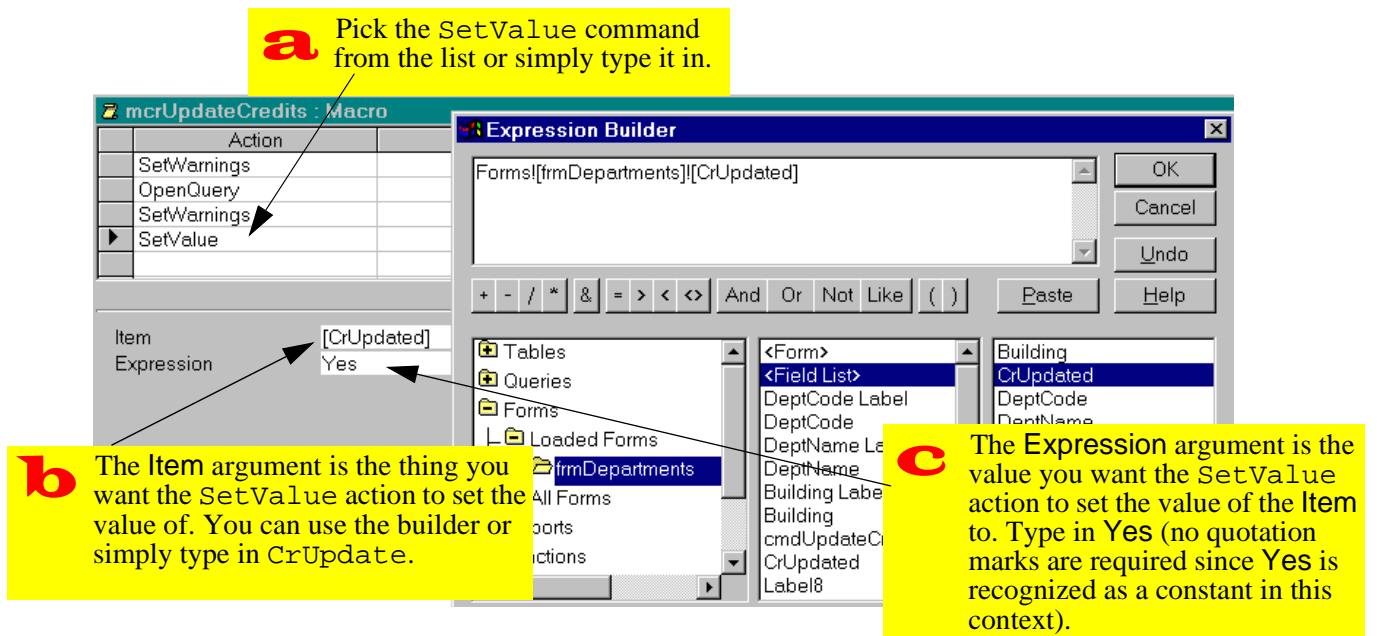 a Pick the SetValue command
from the list or simply type it in.
mcrUpdateCredits : Macro
Action
SetWarnings
OpenQuery
SetWarnings
SetValue
Item [CrUpdated]
Expression Yes
Expression Builder
Forms![frmDepartments]![CrUpdated]
OK
Cancel
Undo
+ - / * & = > < <> And Or Not Like ( ) Paste Help
Tables
Queries
Forms
Loaded Forms
frmDepartments
All Forms
<Form>
<Field List>
DeptCode Label
DeptCode
DeptName
Building
cmdUpdateCr
CrUpdated
Label8
Building
CrUpdated
DeptCode
DeptName
b The Item argument is the thing you
want the SetValue action to set the
value of. You can use the builder or
simply type in CrUpdate.
c The Expression argument is the
value you want the SetValue
action to set the value of the Item
to. Type in Yes (no quotation
marks are required since Yes is
recognized as a constant in this
context).